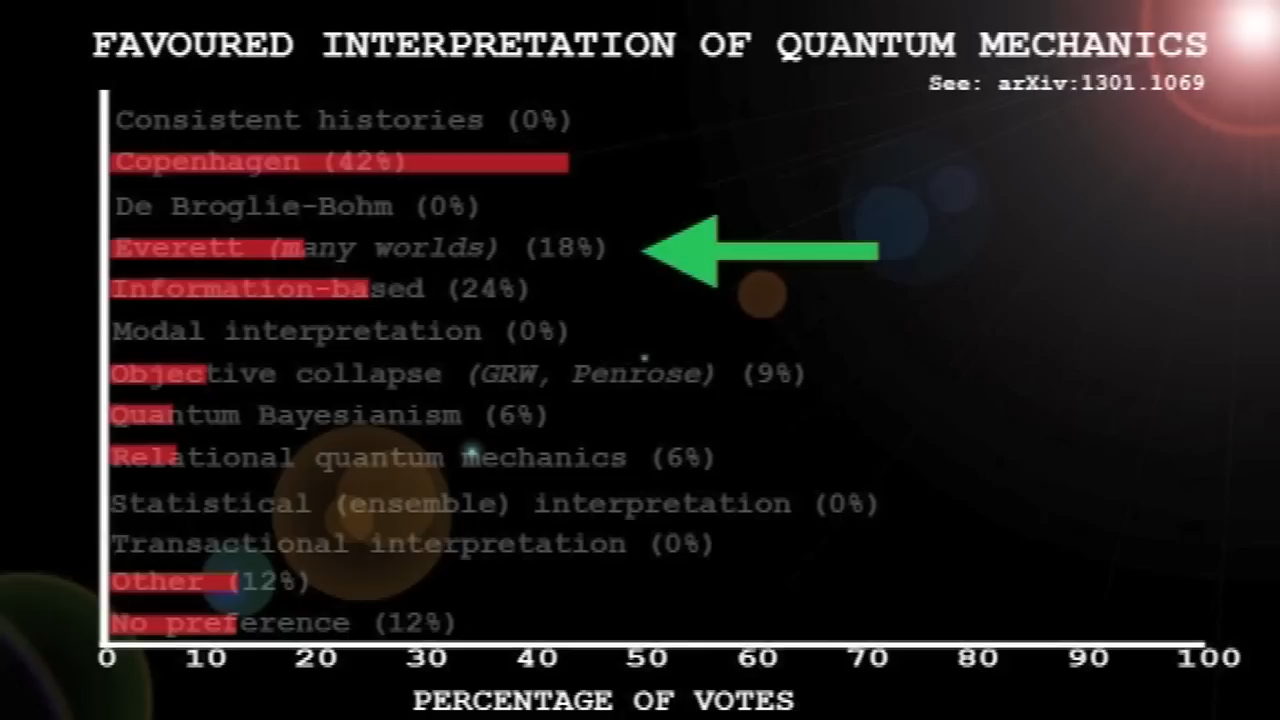 FAVOURED INTERPRETATION OF QUANTUM MECHANICS
See: arXiv:1301.1069
Consistent histories (0%)
Copenhagen (42%)
De Broglie-Bohm (0%)
Everett (many worlds) (18%)
Information-based (24%)
Modal interpretation (0%)
Objective collapse (GRW, Penrose) (9%)
Quantum Bayesianism (6%)
Relational quantum mechanics (6%)
Statistical (ensemble) interpretation (0%)
Transactional interpretation (0%)
Other (12%)
No preference (12%)
0 10 20 30 40 50 60 70 80 90 100
PERCENTAGE OF VOTES